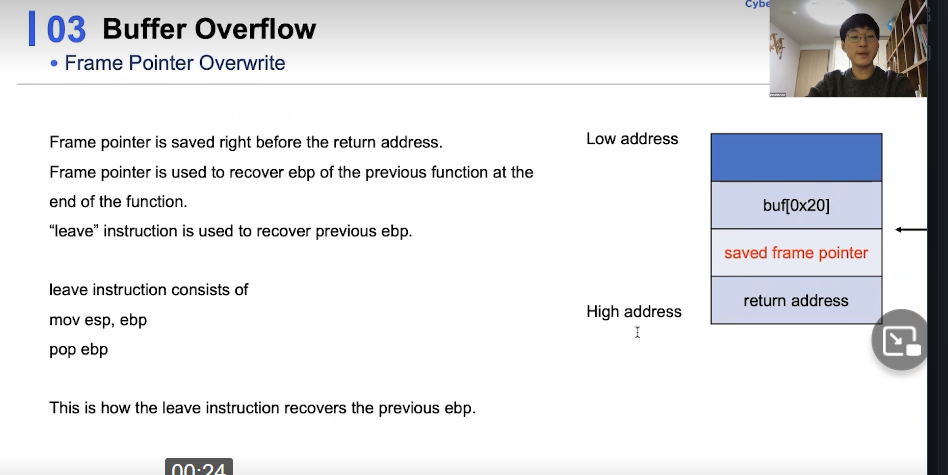 03 Buffer Overflow
Cybe
• Frame Pointer Overwrite
Frame pointer is saved right before the return address.
Frame pointer is used to recover ebp of the previous function at the
end of the function.
“leave” instruction is used to recover previous ebp.
leave instruction consists of
mov esp, ebp
pop ebp
This is how the leave instruction recovers the previous ebp.
Low address
buf[0x20]
saved frame pointer
return address
High address
00:24